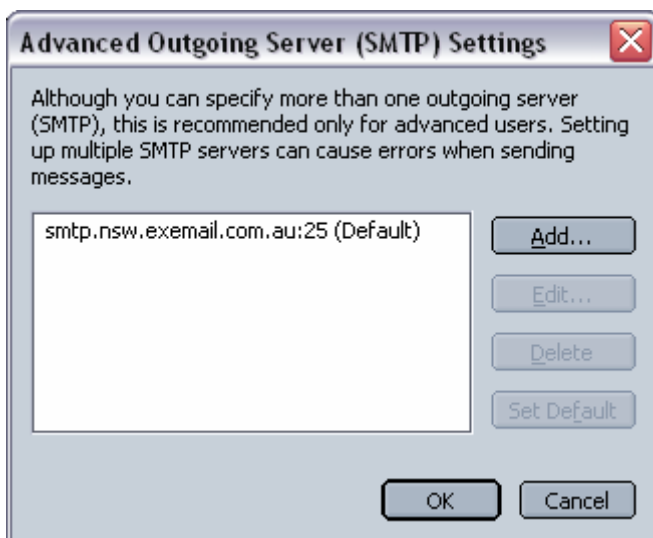 Advanced Outgoing Server (SMTP) Settings
Although you can specify more than one outgoing server
(SMTP), this is recommended only for advanced users. Setting
up multiple SMTP servers can cause errors when sending
messages.
smtp.nsw.exemail.com.au:25 (Default)
Add...
Edit...
Delete
Set Default
OK
Cancel